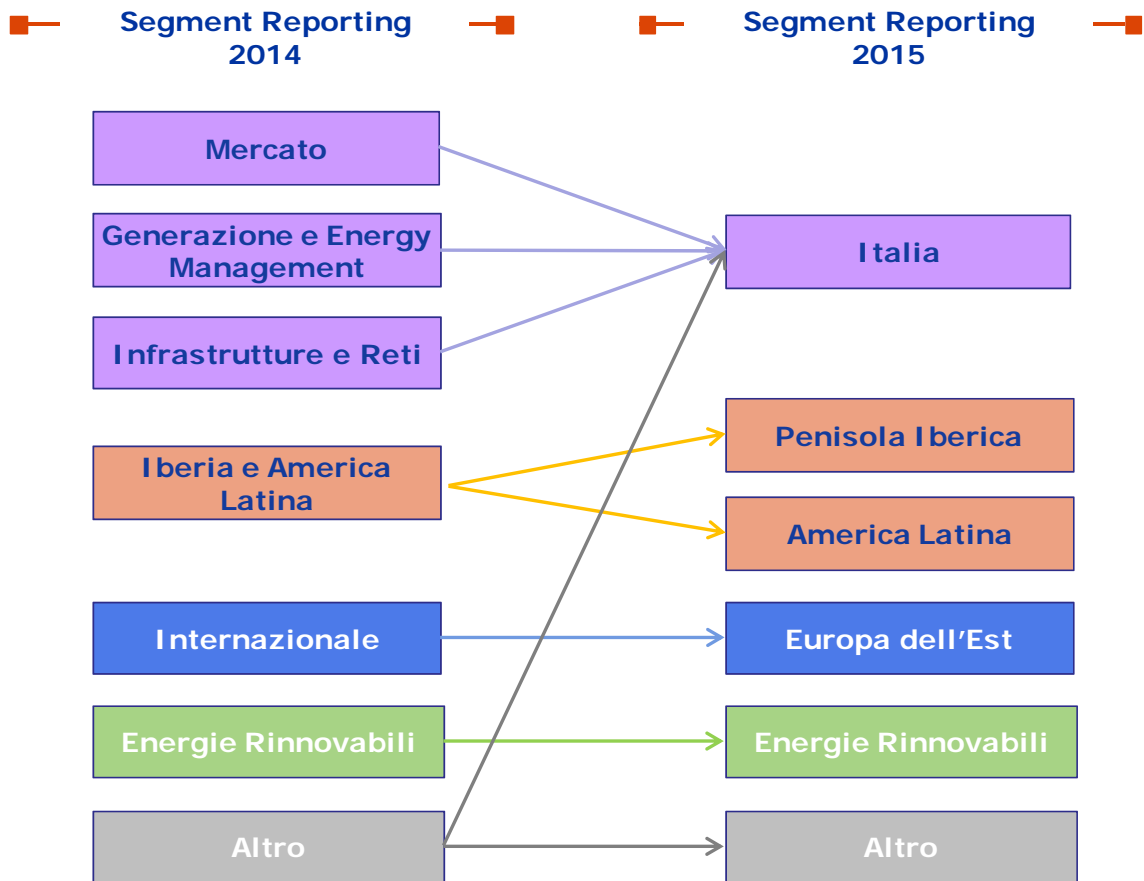 Segment Reporting
2014
Segment Reporting
2015
Mercato
Generazione e Energy
Management
Infrastrutture e Reti
Iberia e America
Latina
Internazionale
Energie Rinnovabili
Altro
Italia
Penisola Iberica
America Latina
Europa dell'Est
Energie Rinnovabili
Altro